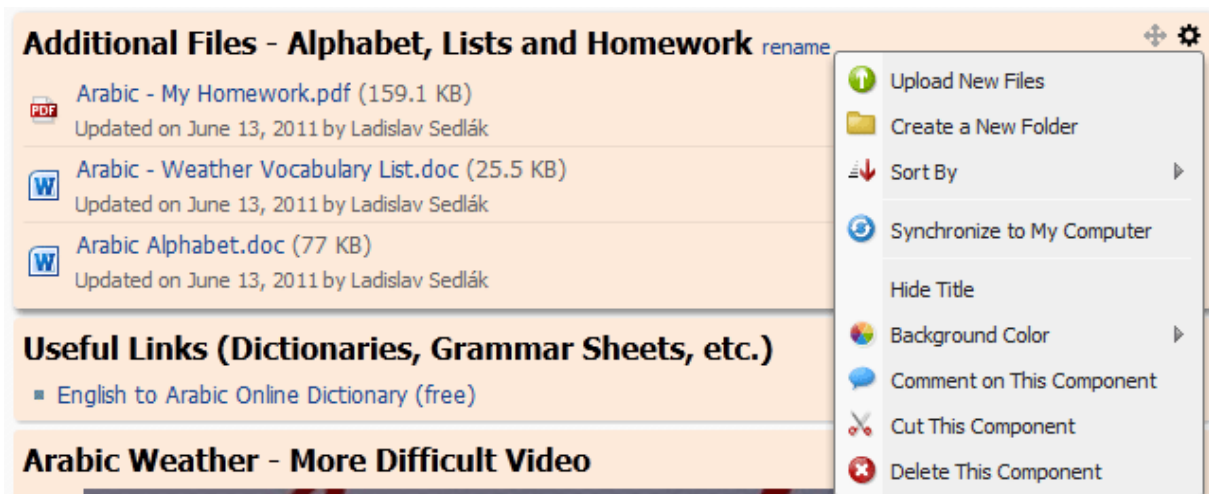 Additional Files - Alphabet, Lists and Homework rename
PDF
Arabic - My Homework.pdf (159.1 KB)
Updated on June 13, 2011 by Ladislav Sedlák
W
Arabic - Weather Vocabulary List.doc (25.5 KB)
Updated on June 13, 2011 by Ladislav Sedlák
W
Arabic Alphabet.doc (77 KB)
Updated on June 13, 2011 by Ladislav Sedlák
Useful Links (Dictionaries, Grammar Sheets, etc.)
English to Arabic Online Dictionary (free)
Arabic Weather - More Difficult Video
Upload New Files
Create a New Folder
Sort By
Synchronize to My Computer
Hide Title
Background Color
Comment on This Component
Cut This Component
Delete This Component